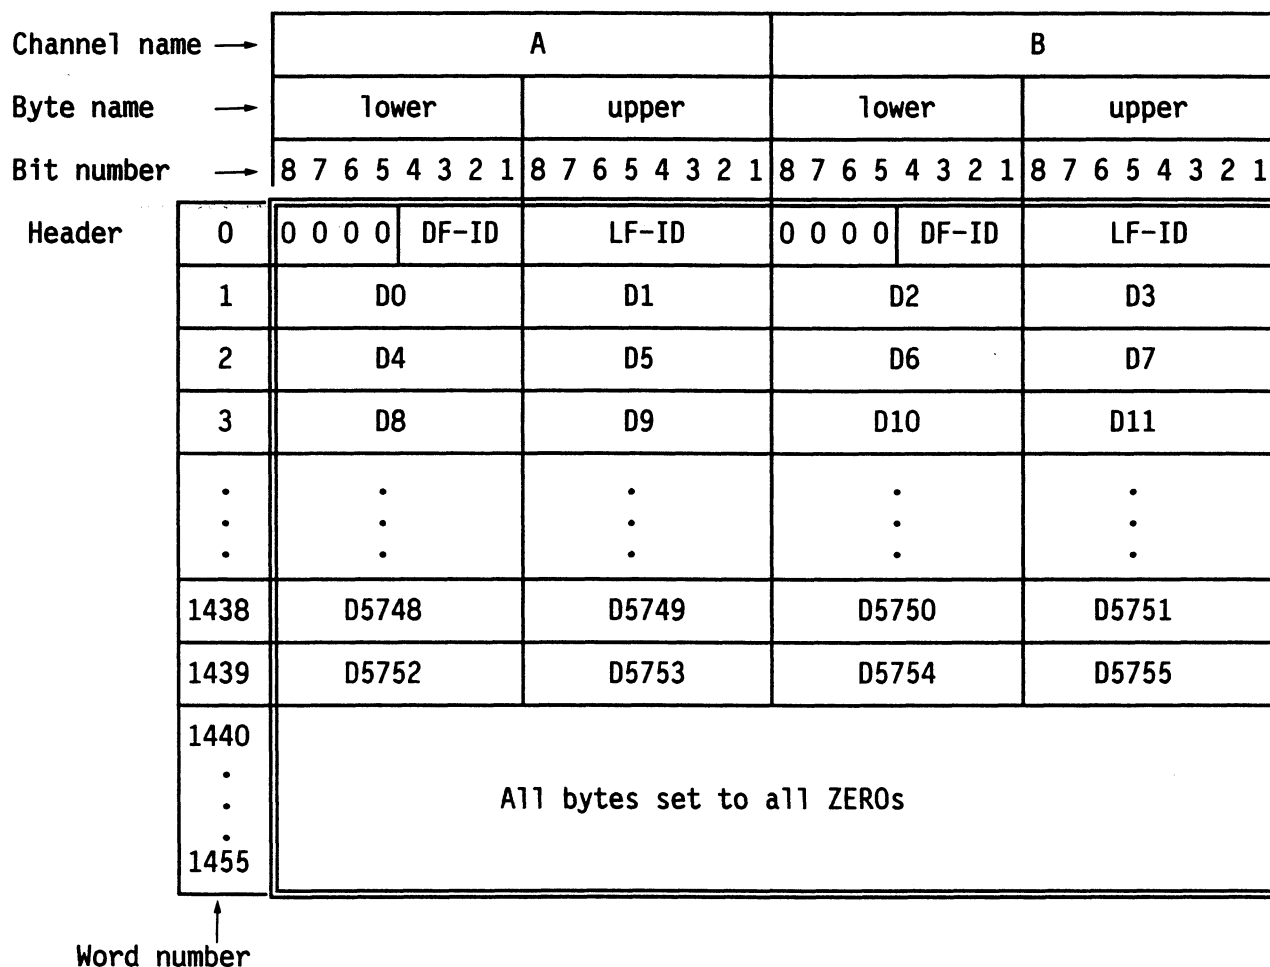 Channel name → A B
Byte name → lower upper lower upper
Bit number → 8 7 6 5 4 3 2 1 8 7 6 5 4 3 2 1 8 7 6 5 4 3 2 1 8 7 6 5 4 3 2 1
Header 0 0 0 0 0 DF-ID LF-ID 0 0 0 0 DF-ID LF-ID
1 D0 D1 D2 D3
2 D4 D5 D6 D7
3 D8 D9 D10 D11
. . . . .
. . . . .
. . . . .
1438 D5748 D5749 D5750 D5751
1439 D5752 D5753 D5754 D5755
1440
.
. All bytes set to all ZEROs
.
1455
Word number